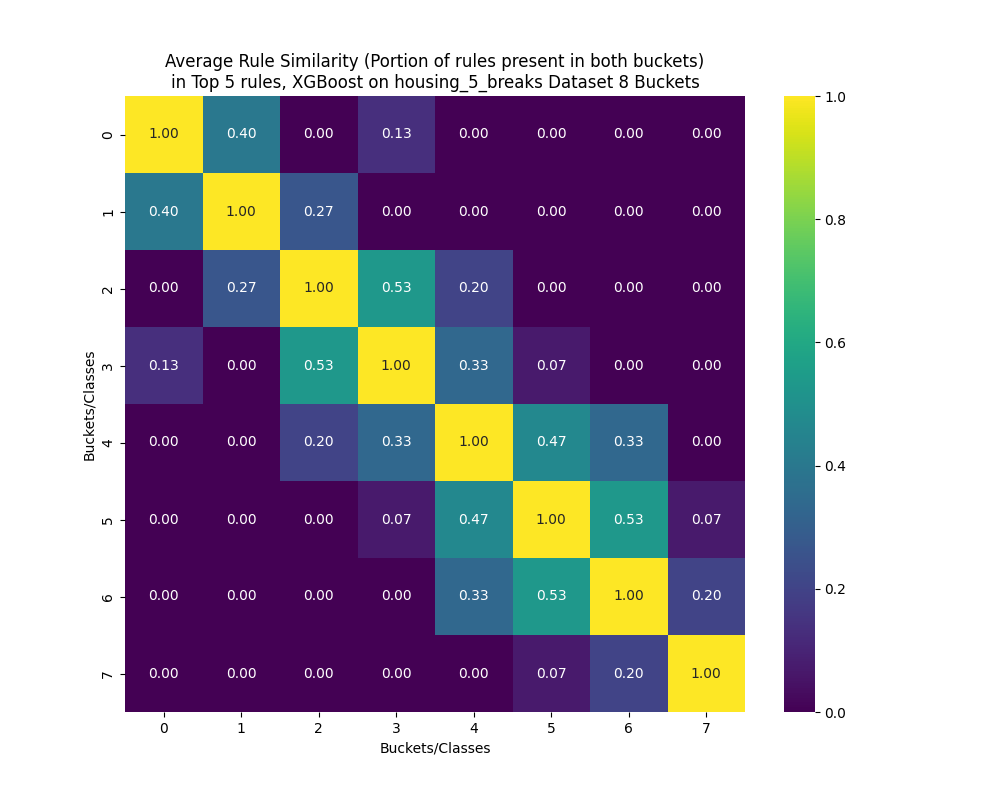 Average Rule Similarity (Portion of rules present in both buckets)
in Top 5 rules, XGBoost on housing_5_breaks Dataset 8 Buckets
0 1.00 0.40 0.00 0.13 0.00 0.00 0.00 0.00
1 0.40 1.00 0.27 0.00 0.00 0.00 0.00 0.00
2 0.00 0.27 1.00 0.53 0.20 0.00 0.00 0.00
3 0.13 0.00 0.53 1.00 0.33 0.07 0.00 0.00
4 0.00 0.00 0.20 0.33 1.00 0.47 0.33 0.00
5 0.00 0.00 0.00 0.07 0.47 1.00 0.53 0.07
6 0.00 0.00 0.00 0.00 0.33 0.53 1.00 0.20
7 0.00 0.00 0.00 0.00 0.00 0.07 0.20 1.00
0 1 2 3 4 5 6 7
Buckets/Classes
Buckets/Classes
1.0
0.8
0.6
0.4
0.2
0.0